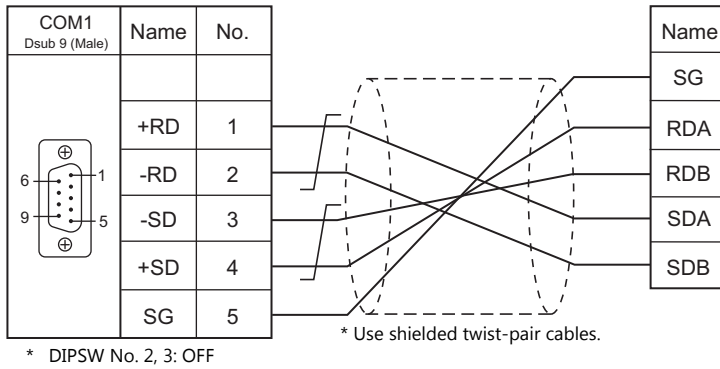 COM1
Dsub 9 (Male)
Name No.
+RD 1
-RD 2
-SD 3
+SD 4
SG 5
6 1
9 5
Name
SG
RDA
RDB
SDA
SDB
* Use shielded twist-pair cables.
* DIPSW No. 2, 3: OFF